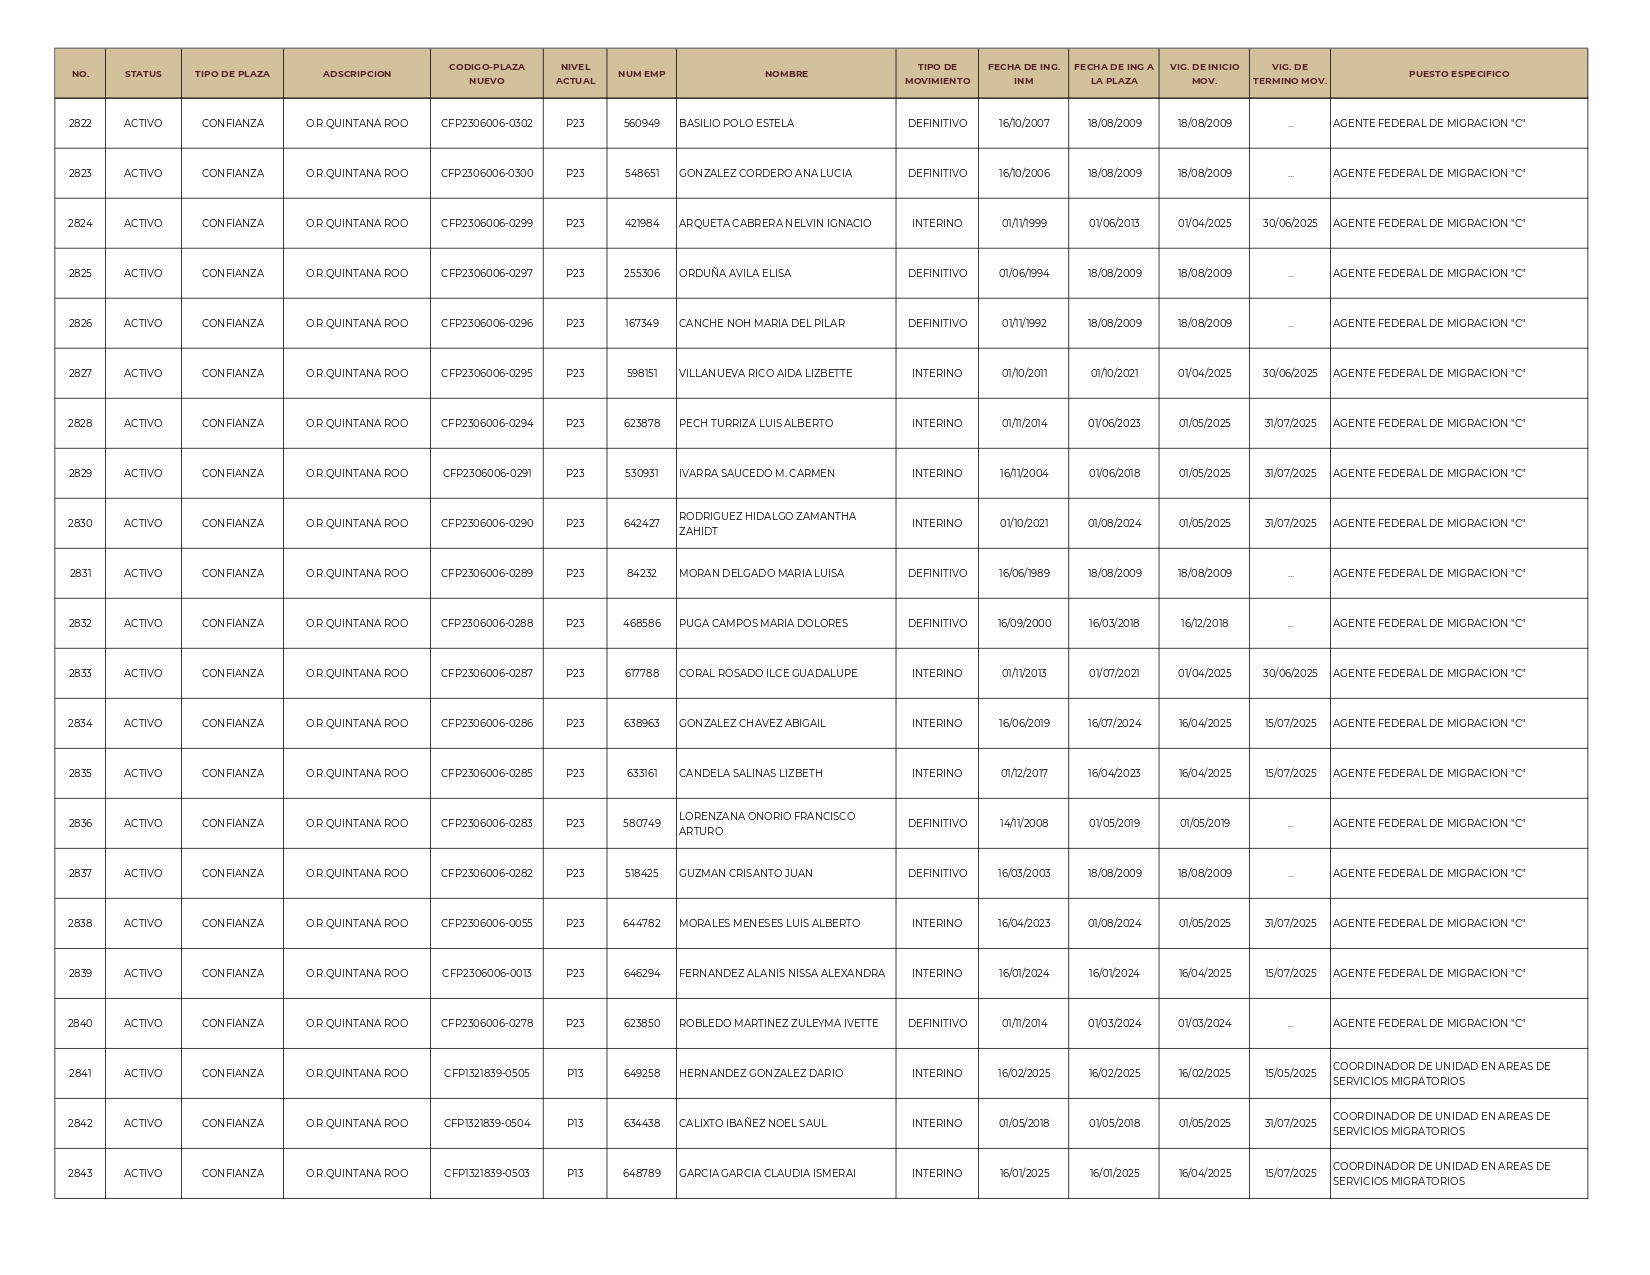 NO. STATUS TIPO DE PLAZA ADSCRIPCION CODIGO-PLAZA NUEVO NIVEL ACTUAL NUM EMP NOMBRE TIPO DE MOVIMIENTO FECHA DE ING. INM FECHA DE ING A LA PLAZA VIG. DE INICIO MOV. VIG. DE TERMINO MOV. PUESTO ESPECIFICO
2822 ACTIVO CONFIANZA O.R.QUINTANA ROO CFP2306006-0302 P23 560949 BASILIO POLO ESTELA DEFINITIVO 16/10/2007 18/08/2009 18/08/2009 ... AGENTE FEDERAL DE MIGRACION "C"
2823 ACTIVO CONFIANZA O.R.QUINTANA ROO CFP2306006-0300 P23 548651 GONZALEZ CORDERO ANA LUCIA DEFINITIVO 16/10/2006 18/08/2009 18/08/2009 ... AGENTE FEDERAL DE MIGRACION "C"
2824 ACTIVO CONFIANZA O.R.QUINTANA ROO CFP2306006-0299 P23 421984 ARQUETA CABRERA NELVIN IGNACIO INTERINO 01/11/1999 01/06/2013 01/04/2025 30/06/2025 AGENTE FEDERAL DE MIGRACION "C"
2825 ACTIVO CONFIANZA O.R.QUINTANA ROO CFP2306006-0297 P23 255306 ORDUÑA AVILA ELISA DEFINITIVO 01/06/1994 18/08/2009 18/08/2009 ... AGENTE FEDERAL DE MIGRACION "C"
2826 ACTIVO CONFIANZA O.R.QUINTANA ROO CFP2306006-0296 P23 167349 CANCHE NOH MARIA DEL PILAR DEFINITIVO 01/11/1992 18/08/2009 18/08/2009 ... AGENTE FEDERAL DE MIGRACION "C"
2827 ACTIVO CONFIANZA O.R.QUINTANA ROO CFP2306006-0295 P23 598151 VILLANUEVA RICO AIDA LIZBETTE INTERINO 01/10/2011 01/10/2021 01/04/2025 30/06/2025 AGENTE FEDERAL DE MIGRACION "C"
2828 ACTIVO CONFIANZA O.R.QUINTANA ROO CFP2306006-0294 P23 623878 PECH TURRIZA LUIS ALBERTO INTERINO 01/11/2014 01/06/2023 01/05/2025 31/07/2025 AGENTE FEDERAL DE MIGRACION "C"
2829 ACTIVO CONFIANZA O.R.QUINTANA ROO CFP2306006-0291 P23 530931 IVARRA SAUCEDO M. CARMEN INTERINO 16/11/2004 01/06/2018 01/05/2025 31/07/2025 AGENTE FEDERAL DE MIGRACION "C"
2830 ACTIVO CONFIANZA O.R.QUINTANA ROO CFP2306006-0290 P23 642427 RODRIGUEZ HIDALGO ZAMANTHA ZAHIDT INTERINO 01/10/2021 01/08/2024 01/05/2025 31/07/2025 AGENTE FEDERAL DE MIGRACION "C"
2831 ACTIVO CONFIANZA O.R.QUINTANA ROO CFP2306006-0289 P23 84232 MORAN DELGADO MARIA LUISA DEFINITIVO 16/06/1989 18/08/2009 18/08/2009 ... AGENTE FEDERAL DE MIGRACION "C"
2832 ACTIVO CONFIANZA O.R.QUINTANA ROO CFP2306006-0288 P23 468586 PUGA CAMPOS MARIA DOLORES DEFINITIVO 16/09/2000 16/03/2018 16/12/2018 ... AGENTE FEDERAL DE MIGRACION "C"
2833 ACTIVO CONFIANZA O.R.QUINTANA ROO CFP2306006-0287 P23 617788 CORAL ROSADO ILCE GUADALUPE INTERINO 01/11/2013 01/07/2021 01/04/2025 30/06/2025 AGENTE FEDERAL DE MIGRACION "C"
2834 ACTIVO CONFIANZA O.R.QUINTANA ROO CFP2306006-0286 P23 638963 GONZALEZ CHAVEZ ABIGAIL INTERINO 16/06/2019 16/07/2024 16/04/2025 15/07/2025 AGENTE FEDERAL DE MIGRACION "C"
2835 ACTIVO CONFIANZA O.R.QUINTANA ROO CFP2306006-0285 P23 633161 CANDELA SALINAS LIZBETH INTERINO 01/12/2017 16/04/2023 16/04/2025 15/07/2025 AGENTE FEDERAL DE MIGRACION "C"
2836 ACTIVO CONFIANZA O.R.QUINTANA ROO CFP2306006-0283 P23 580749 LORENZANA ONORIO FRANCISCO ARTURO DEFINITIVO 14/11/2008 01/05/2019 01/05/2019 ... AGENTE FEDERAL DE MIGRACION "C"
2837 ACTIVO CONFIANZA O.R.QUINTANA ROO CFP2306006-0282 P23 518425 GUZMAN CRISANTO JUAN DEFINITIVO 16/03/2003 18/08/2009 18/08/2009 ... AGENTE FEDERAL DE MIGRACION "C"
2838 ACTIVO CONFIANZA O.R.QUINTANA ROO CFP2306006-0055 P23 644782 MORALES MENESES LUIS ALBERTO INTERINO 16/04/2023 01/08/2024 01/05/2025 31/07/2025 AGENTE FEDERAL DE MIGRACION "C"
2839 ACTIVO CONFIANZA O.R.QUINTANA ROO CFP2306006-0013 P23 646294 FERNANDEZ ALANIS NISSA ALEXANDRA INTERINO 16/01/2024 16/01/2024 16/04/2025 15/07/2025 AGENTE FEDERAL DE MIGRACION "C"
2840 ACTIVO CONFIANZA O.R.QUINTANA ROO CFP2306006-0278 P23 623850 ROBLEDO MARTINEZ ZULEYMA IVETTE DEFINITIVO 01/11/2014 01/03/2024 01/03/2024 ... AGENTE FEDERAL DE MIGRACION "C"
2841 ACTIVO CONFIANZA O.R.QUINTANA ROO CFP1321839-0505 P13 649258 HERNANDEZ GONZALEZ DARIO INTERINO 16/02/2025 16/02/2025 16/02/2025 15/05/2025 COORDINADOR DE UNIDAD EN AREAS DE SERVICIOS MIGRATORIOS
2842 ACTIVO CONFIANZA O.R.QUINTANA ROO CFP1321839-0504 P13 634438 CALIXTO IBAÑEZ NOEL SAUL INTERINO 01/05/2018 01/05/2018 01/05/2025 31/07/2025 COORDINADOR DE UNIDAD EN AREAS DE SERVICIOS MIGRATORIOS
2843 ACTIVO CONFIANZA O.R.QUINTANA ROO CFP1321839-0503 P13 648789 GARCIA GARCIA CLAUDIA ISMERAI INTERINO 16/01/2025 16/01/2025 16/04/2025 15/07/2025 COORDINADOR DE UNIDAD EN AREAS DE SERVICIOS MIGRATORIOS